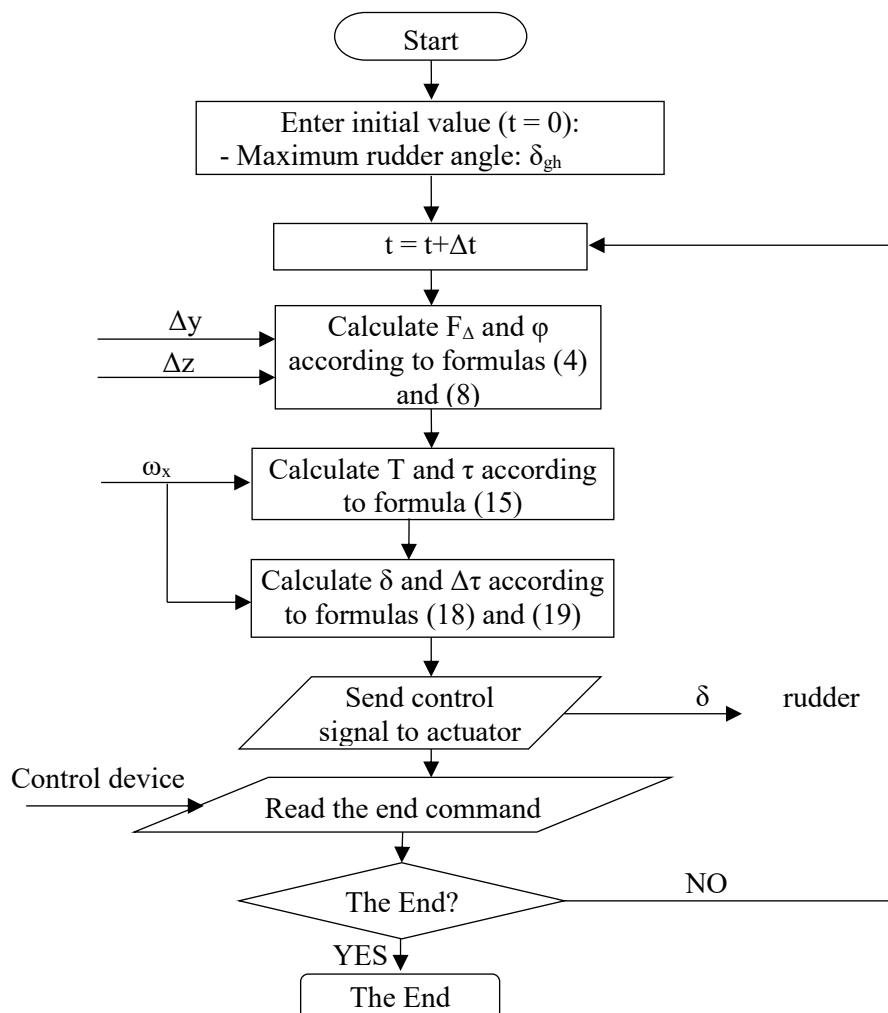 Start
Enter initial value (t = 0):
- Maximum rudder angle: δgh
t = t+Δt
Δy
Δz
Calculate FΔ and φ
according to formulas (4)
and (8)
ωx
Calculate T and τ according
to formula (15)
Calculate δ and Δτ according
to formulas (18) and (19)
Send control
signal to actuator
δ
rudder
Control device
Read the end command
The End?
NO
YES
The End